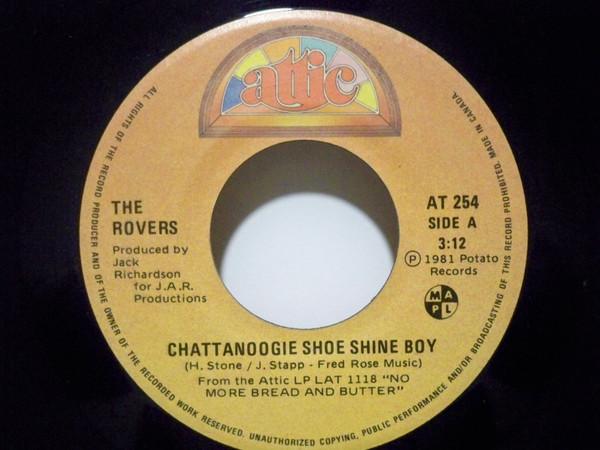 attic
THE
ROVERS
Produced by
Jack
Richardson
for J.A.R.
Productions
AT 254
SIDE A
3:12
Ⓟ 1981 Potato
Records
M A
P L
CHATTANOOGIE SHOE SHINE BOY
(H. Stone / J. Stapp - Fred Rose Music)
From the Attic LP LAT 1118 "NO
MORE BREAD AND BUTTER"
ALL RIGHTS OF THE RECORD PRODUCER AND OF THE OWNER OF THE RECORDED WORK RESERVED. UNAUTHORIZED COPYING, PUBLIC PERFORMANCE AND/OR BROADCASTING OF THIS RECORD PROHIBITED. MADE IN CANADA.